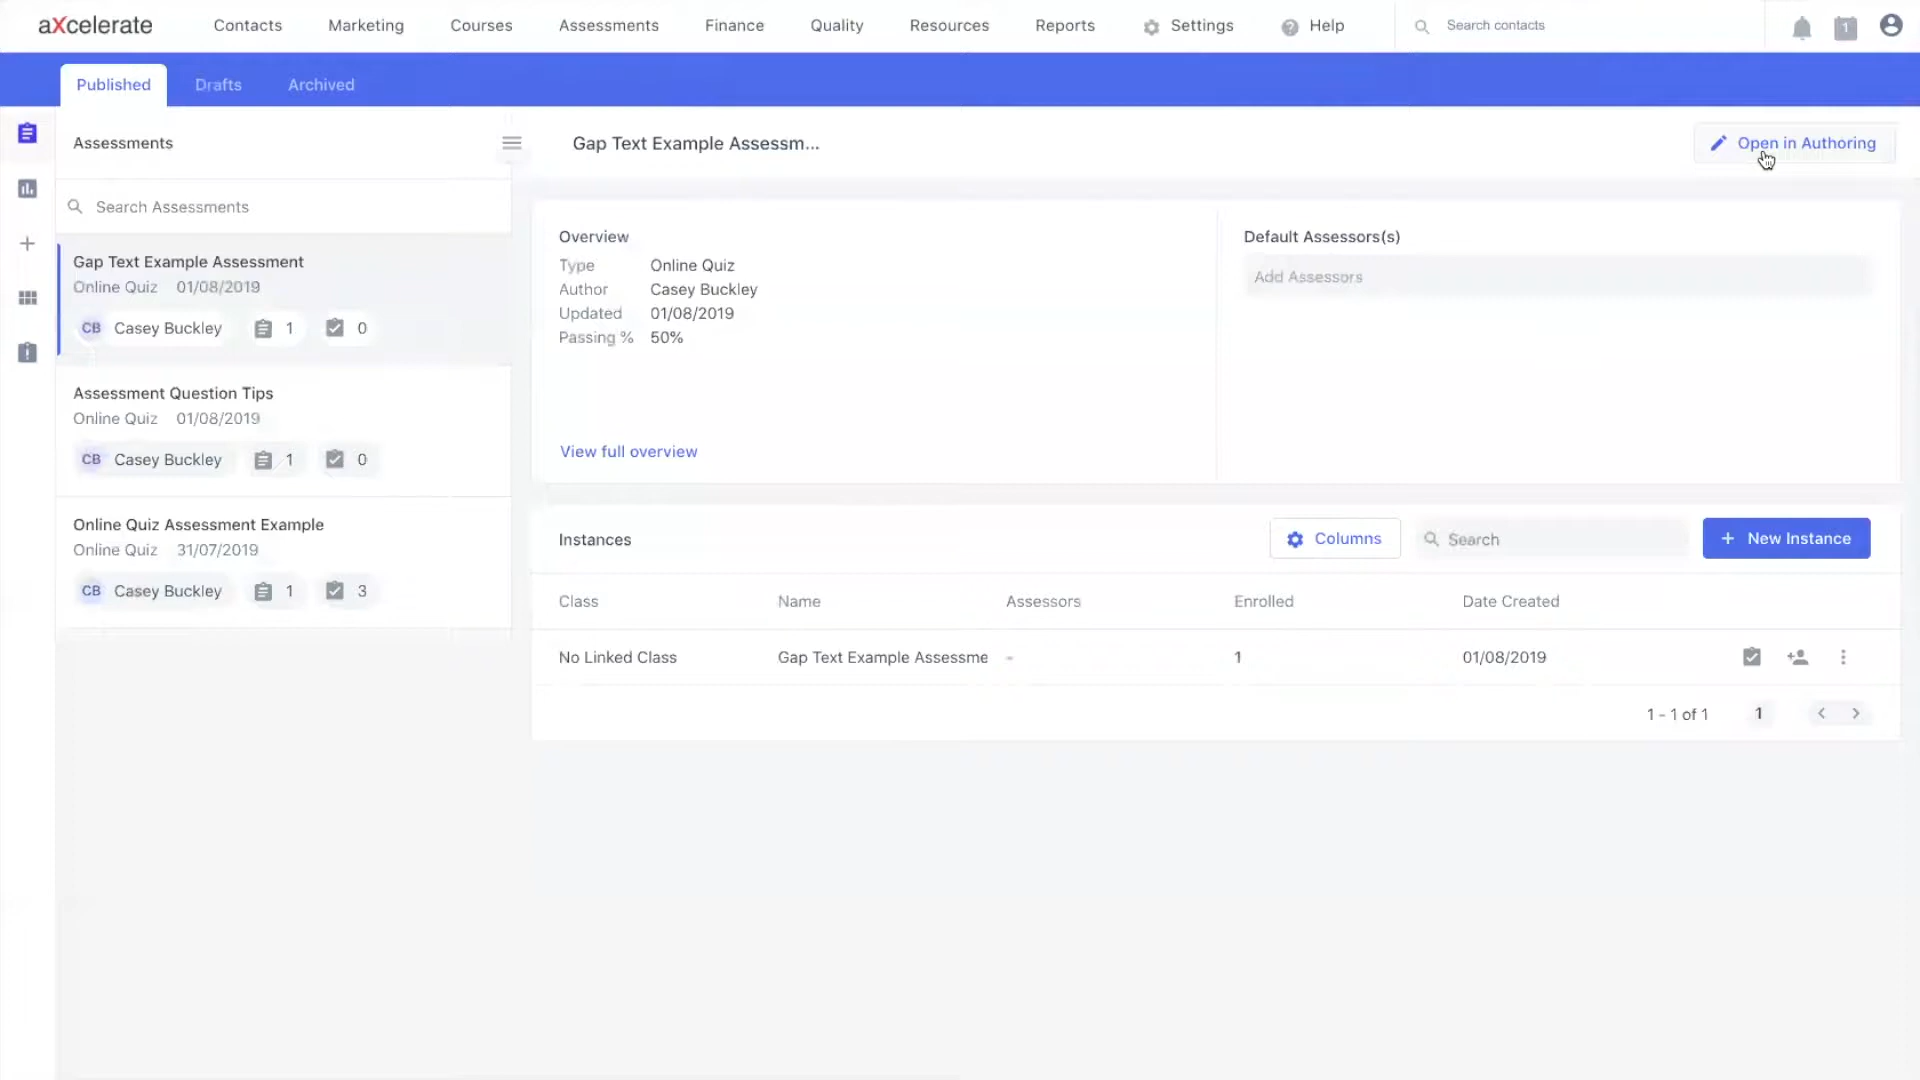 aXcelerate Contacts Marketing Courses Assessments Finance Quality Resources Reports Settings Help Search contacts 1
Published Drafts Archived
Assessments
Gap Text Example Assessm... Open in Authoring
Search Assessments
Gap Text Example Assessment
Online Quiz 01/08/2019
CB Casey Buckley 1 0
Assessment Question Tips
Online Quiz 01/08/2019
CB Casey Buckley 1 0
Online Quiz Assessment Example
Online Quiz 31/07/2019
CB Casey Buckley 1 3
Overview
Type Online Quiz
Author Casey Buckley
Updated 01/08/2019
Passing % 50%
View full overview
Default Assessors(s)
Add Assessors
Instances Columns Search + New Instance
Class Name Assessors Enrolled Date Created
No Linked Class Gap Text Example Assessme - 1 01/08/2019
1 - 1 of 1 1